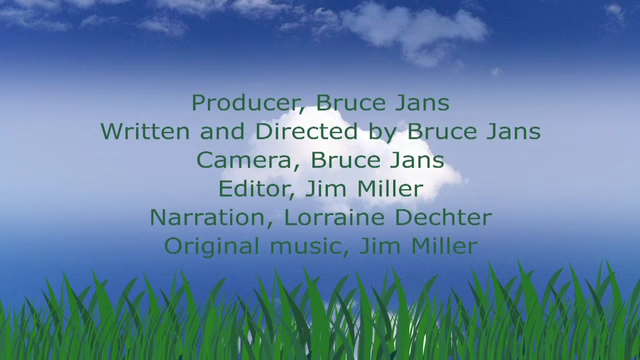 Producer, Bruce Jans
Written and Directed by Bruce Jans
Camera, Bruce Jans
Editor, Jim Miller
Narration, Lorraine Dechter
Original music, Jim Miller